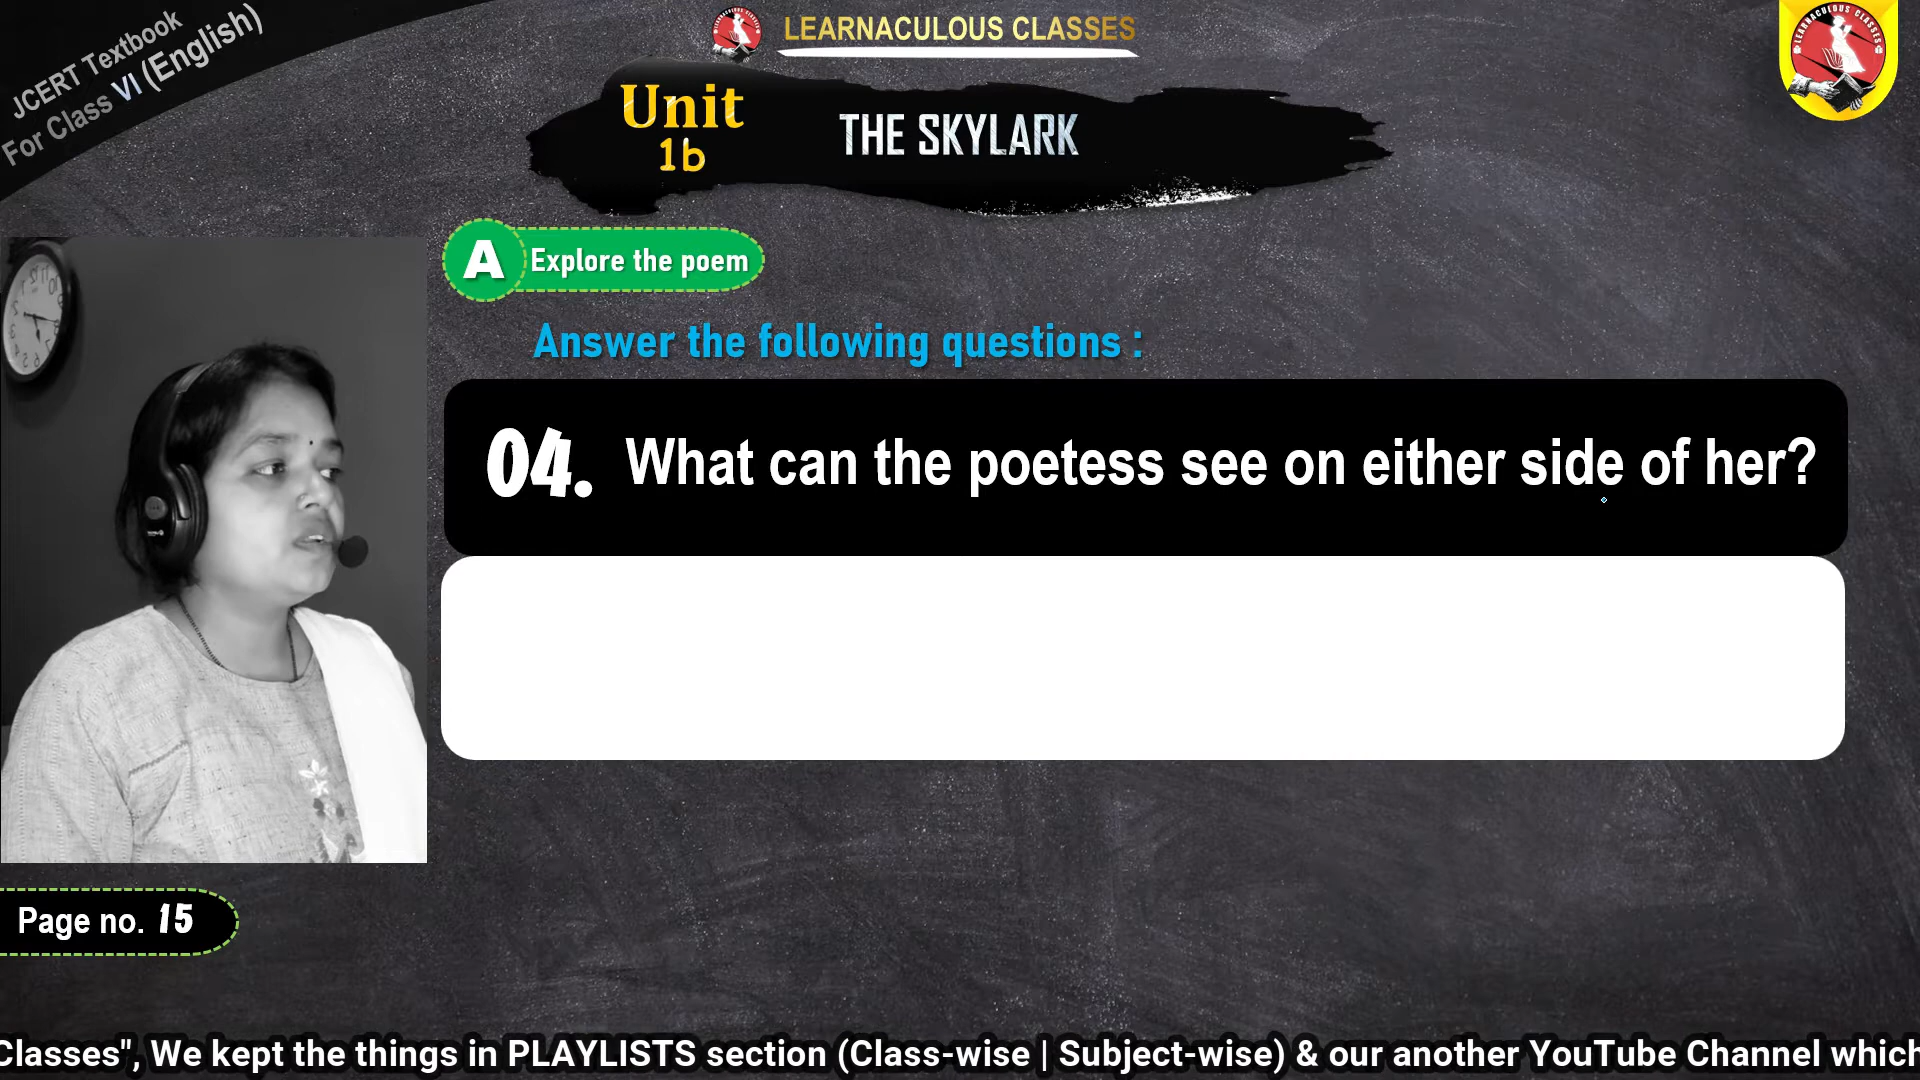 JCERT Textbook
For Class VI (English)
LEARNACULOUS CLASSES
LEARNACULOUS CLASSES
Unit
1b
THE SKYLARK
A
Explore the poem
Answer the following questions :
04. What can the poetess see on either side of her?
Page no. 15
Classes", We kept the things in PLAYLISTS section (Class-wise | Subject-wise) & our another YouTube Channel which